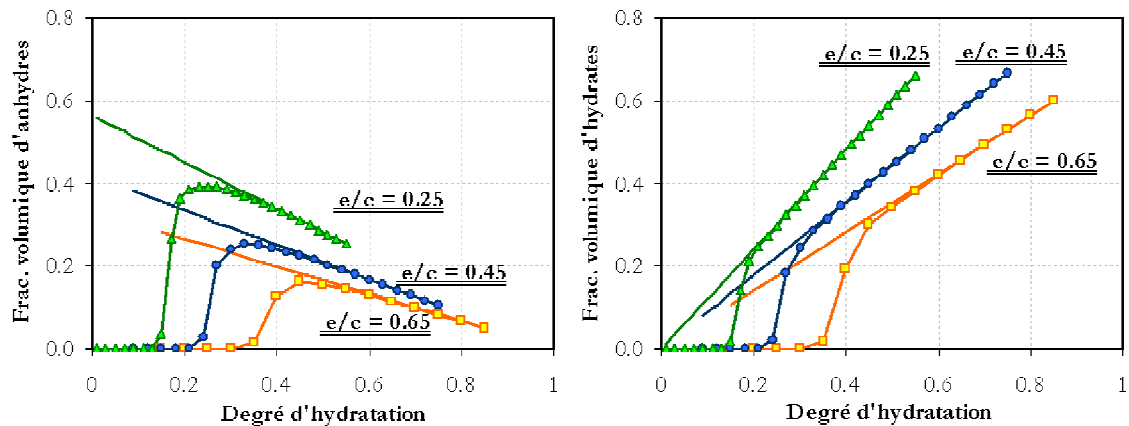 Frac. volumique d'anhydres
0.8
0.6
0.4
0.2
0.0
0
0.2
0.4
0.6
0.8
1
Degré d'hydratation
e/c = 0.25
e/c = 0.45
e/c = 0.65
Frac. volumique d'hydrates
0.8
0.6
0.4
0.2
0.0
0
0.2
0.4
0.6
0.8
1
Degré d'hydratation
e/c = 0.25
e/c = 0.45
e/c = 0.65